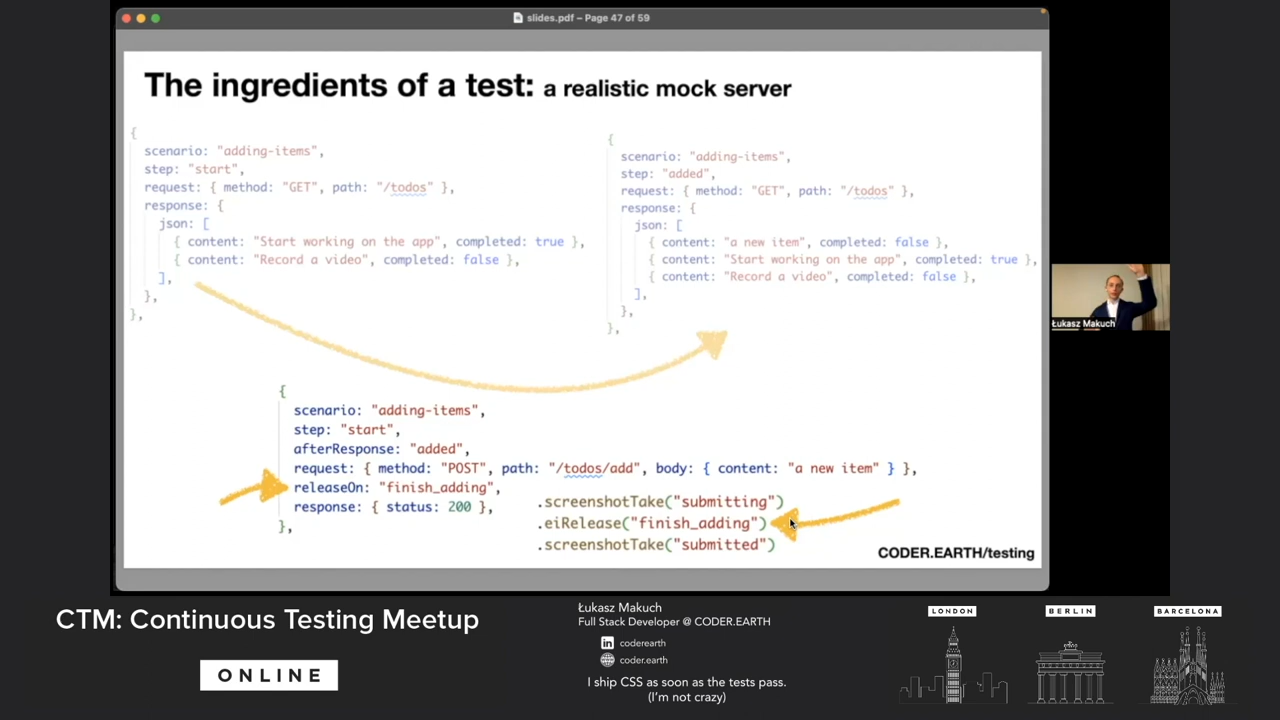 slides.pdf – Page 47 of 59
The ingredients of a test: a realistic mock server
{
scenario: "adding-items",
step: "start",
request: { method: "GET", path: "/todos" },
response: {
json: [
{ content: "Start working on the app", completed: true },
{ content: "Record a video", completed: false },
],
},
},
{
scenario: "adding-items",
step: "added",
request: { method: "GET", path: "/todos" },
response: {
json: [
{ content: "a new item", completed: false },
{ content: "Start working on the app", completed: true },
{ content: "Record a video", completed: false },
],
},
},
{
scenario: "adding-items",
step: "start",
afterResponse: "added",
request: { method: "POST", path: "/todos/add", body: { content: "a new item" } },
releaseOn: "finish_adding",
response: { status: 200 },
},
.screenshotTake("submitting")
.eiRelease("finish_adding")
.screenshotTake("submitted")
CODER.EARTH/testing
Łukasz Makuch
CTM: Continuous Testing Meetup
ONLINE
Łukasz Makuch
Full Stack Developer @ CODER.EARTH
in coderearth
coder.earth
I ship CSS as soon as the tests pass.
(I'm not crazy)
LONDON
BERLIN
BARCELONA